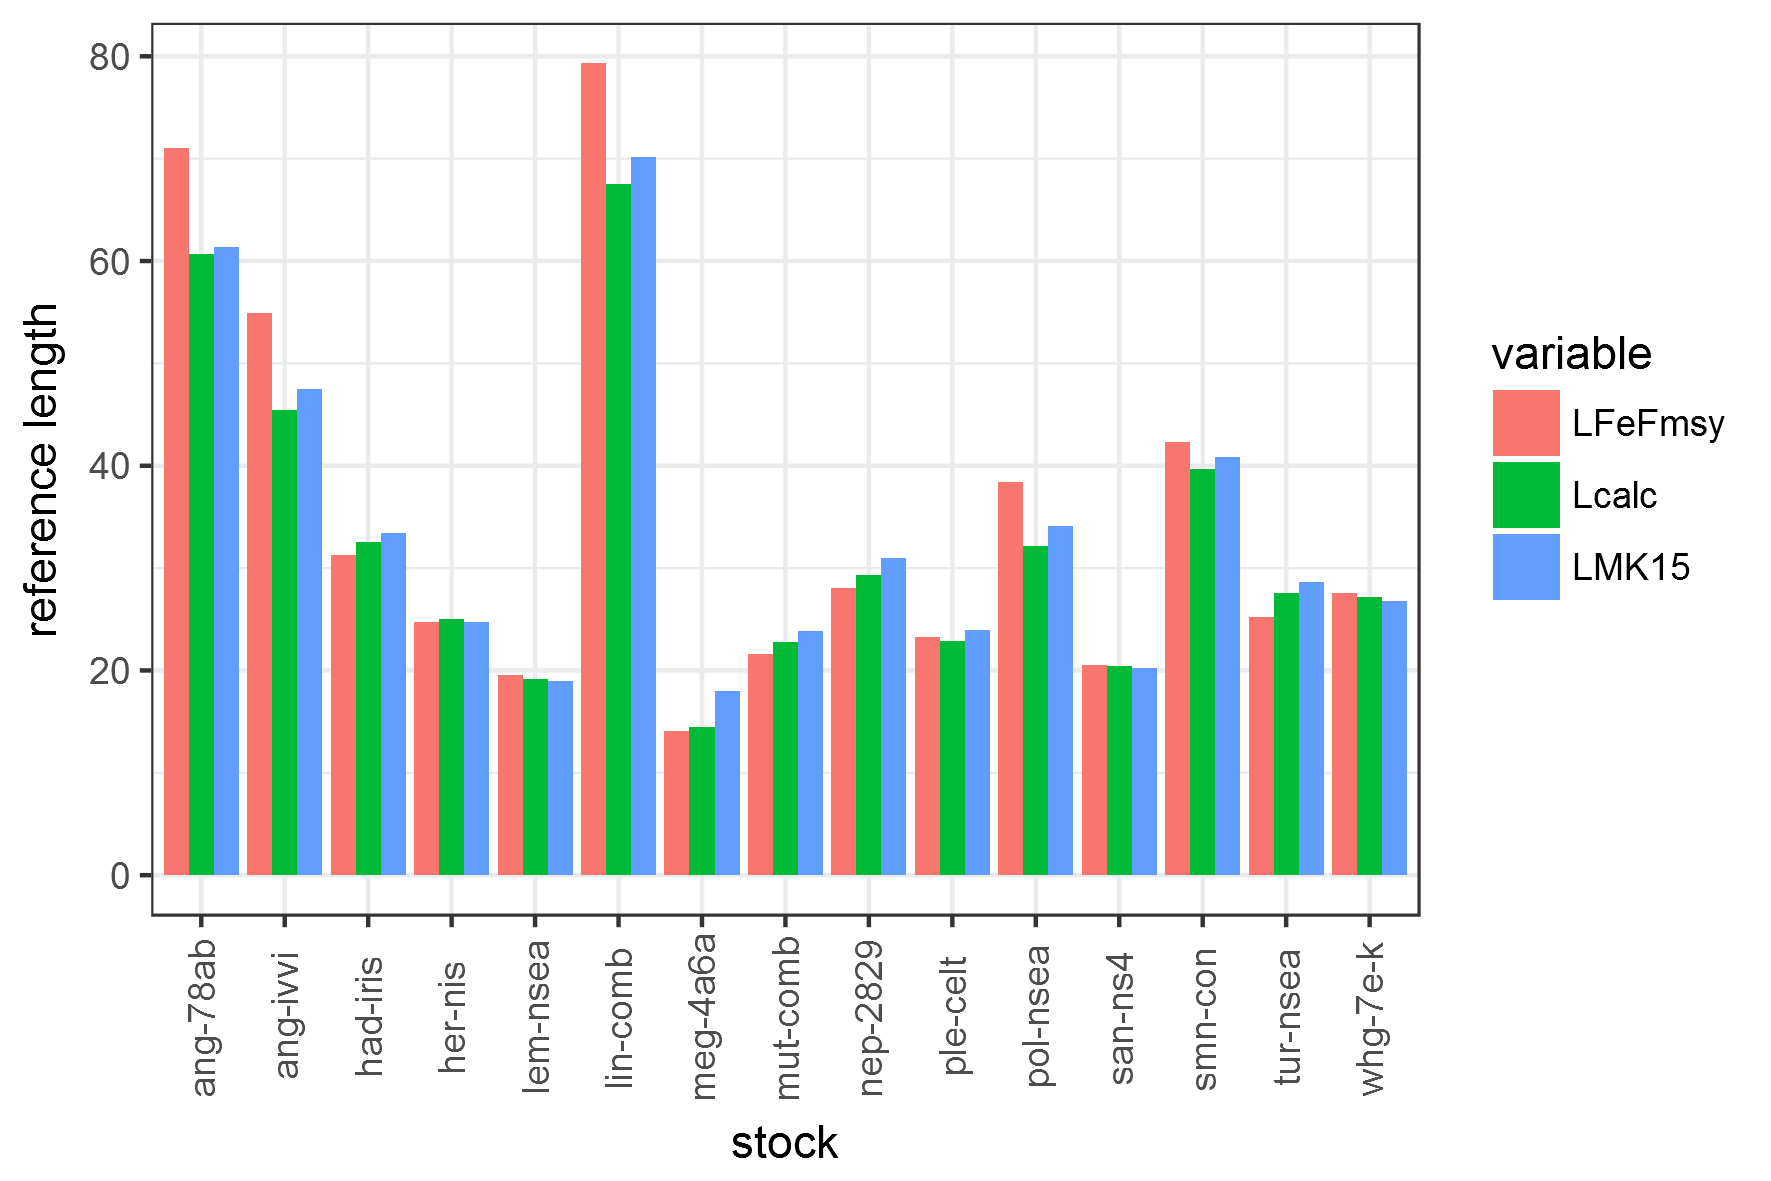 80
60
40
20
0
reference length
ang-78ab
ang-ivvi
had-iris
her-nis
lem-nsea
lin-comb
meg-4a6a
mut-comb
nep-2829
ple-celt
pol-nsea
san-ns4
smn-con
tur-nsea
whg-7e-k
stock
variable
LFeFmsy
Lcalc
LMK15